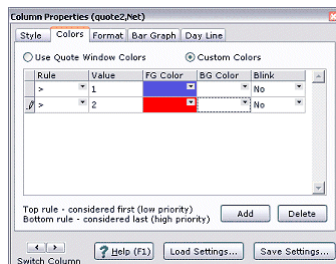 Column Properties (quote2,Net)
Style Colors Format Bar Graph Day Line
Use Quote Window Colors Custom Colors
Rule Value FG Color BG Color Blink
> 1 No
> 2 No
Top rule - considered first (low priority)
Bottom rule - considered last (high priority)
Add Delete
Switch Column
? Help (F1) Load Settings... Save Settings...